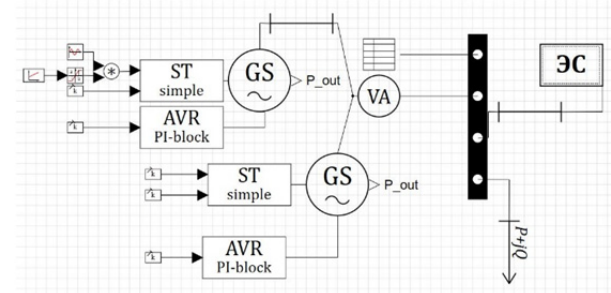 ST
simple
GS
P_out
AVR
PI-block
VA
ЭС
ST
simple
GS
P_out
AVR
PI-block
P+jQ